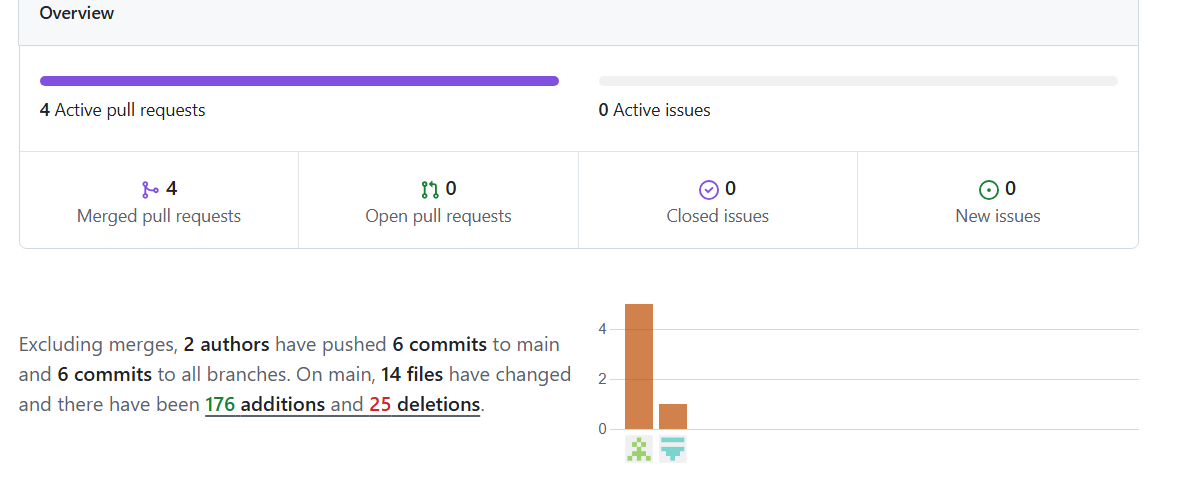 Overview
4 Active pull requests
0 Active issues
4
Merged pull requests
0
Open pull requests
0
Closed issues
0
New issues
Excluding merges, 2 authors have pushed 6 commits to main
and 6 commits to all branches. On main, 14 files have changed
and there have been 176 additions and 25 deletions.
4
2
0